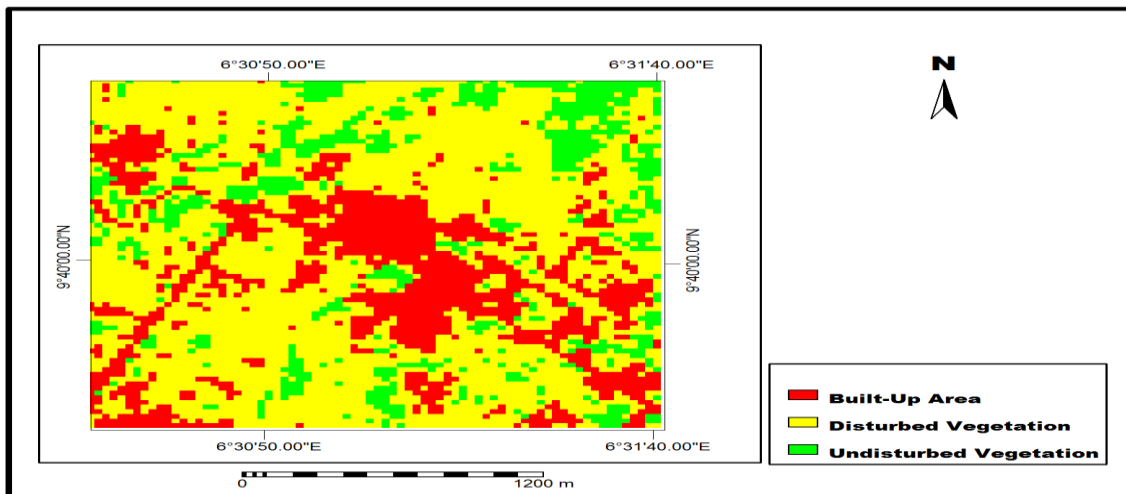 6°30'50.00"E 6°31'40.00"E
N
9°40'00.00"N 9°40'00.00"N
6°30'50.00"E 6°31'40.00"E
Built-Up Area
Disturbed Vegetation
Undisturbed Vegetation
0 1200 m